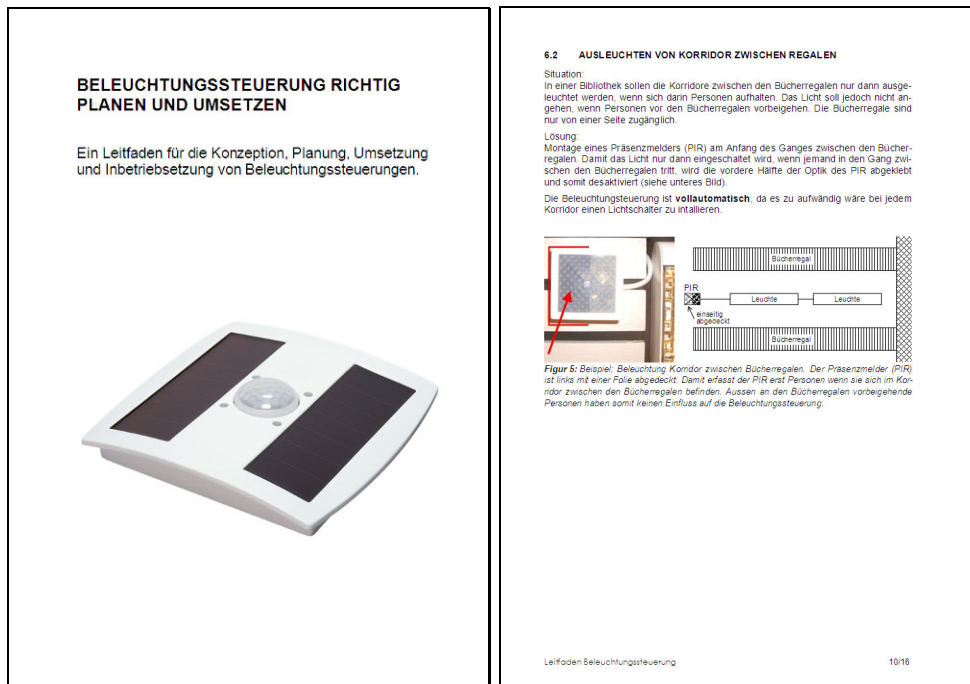 BELEUCHTUNGSSTEUERUNG RICHTIG
PLANEN UND UMSETZEN
Ein Leitfaden für die Konzeption, Planung, Umsetzung
und Inbetriebsetzung von Beleuchtungssteuerungen.
6.2 AUSLEUCHTEN VON KORRIDOR ZWISCHEN REGALEN
Situation:
In einer Bibliothek sollen die Korridore zwischen den Bücherregalen nur dann ausge-
leuchtet werden, wenn sich darin Personen aufhalten. Das Licht soll jedoch nicht an-
gehen, wenn Personen vor den Bücherregalen vorbeigehen. Die Bücherregale sind
nur von einer Seite zugänglich.
Lösung:
Montage eines Präsenzmelders (PIR) am Anfang des Ganges zwischen den Bücher-
regalen. Damit das Licht nur dann eingeschaltet wird, wenn jemand in den Gang zwi-
schen den Bücherregalen tritt, wird die vordere Hälfte der Optik des PIR abgeklebt
und somit desaktiviert (siehe unteres Bild).
Die Beleuchtungsteuerung ist vollautomatisch, da es zu aufwändig wäre bei jedem
Korridor einen Lichtschalter zu intallieren.
Bücherregal
PIR
Leuchte
Leuchte
einseitig
abgedeckt
Bücherregal
Figur 5: Beispiel: Beleuchtung Korridor zwischen Bücherregalen. Der Präsenzmelder (PIR)
ist links mit einer Folie abgedeckt. Damit erfasst der PIR erst Personen wenn sie sich im Kor-
ridor zwischen den Bücherregalen befinden. Aussen an den Bücherregalen vorbeigehende
Personen haben somit keinen Einfluss auf die Beleuchtungssteuerung.
Leitfaden Beleuchtungssteuerung 10/16